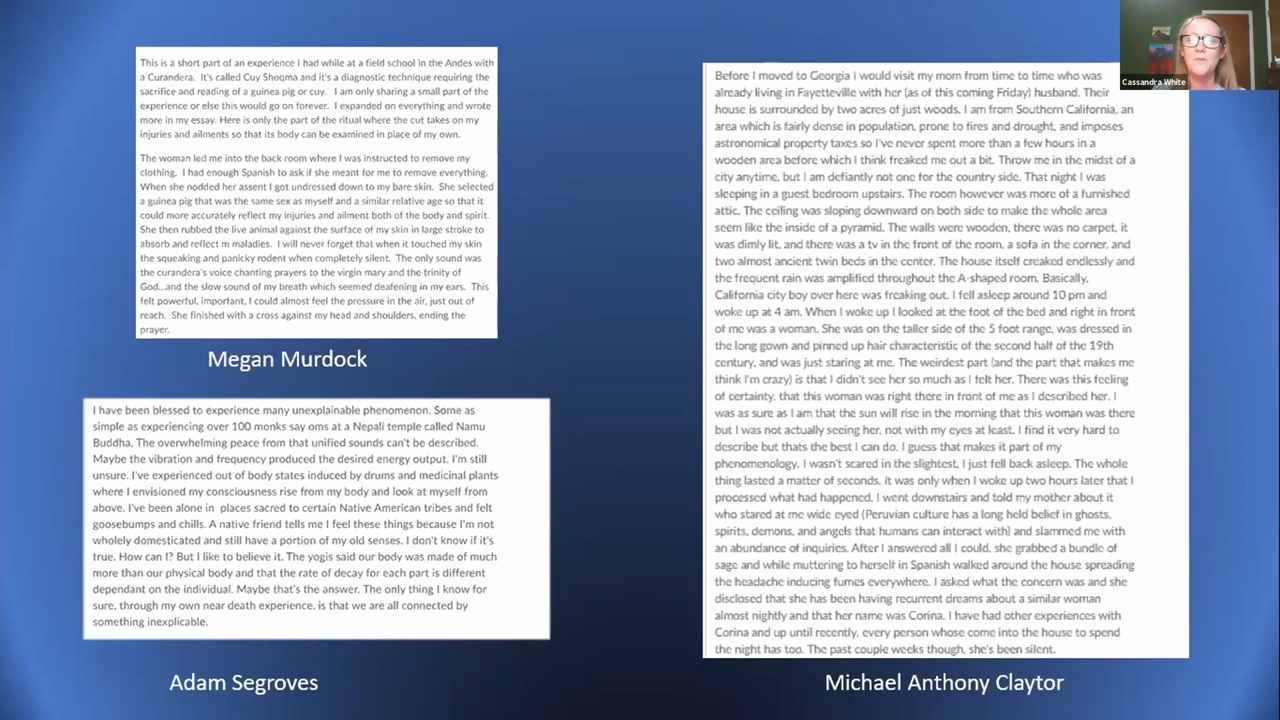 This is a short part of an experience I had while at a field school in the Andes with
a Curandera. It's called Cuy Shoqma and it's a diagnostic technique requiring the
sacrifice and reading of a guinea pig or cuy. I am only sharing a small part of the
experience or else this would go on forever. I expanded on everything and wrote
more in my essay. Here is only the part of the ritual where the cut takes on my
injuries and ailments so that its body can be examined in place of my own.
The woman led me into the back room where I was instructed to remove my
clothing. I had enough Spanish to ask if she meant for me to remove everything.
When she nodded her assent I got undressed down to my bare skin. She selected
a guinea pig that was the same sex as myself and a similar relative age so that it
could more accurately reflect my injuries and ailment both of the body and spirit.
She then rubbed the live animal against the surface of my skin in large stroke to
absorb and reflect m maladies. I will never forget that when it touched my skin
the squeaking and panicky rodent when completely silent. The only sound was
the curandera's voice chanting prayers to the virgin mary and the trinity of
God...and the slow sound of my breath which seemed deafening in my ears. This
felt powerful, important, I could almost feel the pressure in the air, just out of
reach. She finished with a cross against my head and shoulders, ending the
prayer.
Megan Murdock
I have been blessed to experience many unexplainable phenomenon. Some as
simple as experiencing over 100 monks say oms at a Nepali temple called Namu
Buddha. The overwhelming peace from that unified sounds can't be described.
Maybe the vibration and frequency produced the desired energy output. I'm still
unsure. I've experienced out of body states induced by drums and medicinal plants
where I envisioned my consciousness rise from my body and look at myself from
above. I've been alone in places sacred to certain Native American tribes and felt
goosebumps and chills. A native friend tells me I feel these things because I'm not
wholely domesticated and still have a portion of my old senses. I don't know if it's
true. How can I? But I like to believe it. The yogis said our body was made of much
more than our physical body and that the rate of decay for each part is different
dependant on the individual. Maybe that's the answer. The only thing I know for
sure, through my own near death experience, is that we are all connected by
something inexplicable.
Adam Segroves
Before I moved to Georgia I would visit my mom from time to time who was
already living in Fayetteville with her (as of this coming Friday) husband. Their
house is surrounded by two acres of just woods. I am from Southern California, an
area which is fairly dense in population, prone to fires and drought, and imposes
astronomical property taxes so I've never spent more than a few hours in a
wooden area before which I think freaked me out a bit. Throw me in the midst of a
city anytime, but I am defiantly not one for the country side. That night I was
sleeping in a guest bedroom upstairs. The room however was more of a furnished
attic. The ceiling was sloping downward on both side to make the whole area
seem like the inside of a pyramid. The walls were wooden, there was no carpet, it
was dimly lit, and there was a tv in the front of the room, a sofa in the corner, and
two almost ancient twin beds in the center. The house itself creaked endlessly and
the frequent rain was amplified throughout the A-shaped room. Basically,
California city boy over here was freaking out. I fell asleep around 10 pm and
woke up at 4 am. When I woke up I looked at the foot of the bed and right in front
of me was a woman. She was on the taller side of the 5 foot range, was dressed in
the long gown and pinned up hair characteristic of the second half of the 19th
century, and was just staring at me. The weirdest part (and the part that makes me
think I'm crazy) is that I didn't see her so much as I felt her. There was this feeling
of certainty, that this woman was right there in front of me as I described her. I
was as sure as I am that the sun will rise in the morning that this woman was there
but I was not actually seeing her, not with my eyes at least. I find it very hard to
describe but thats the best I can do. I guess that makes it part of my
phenomenology. I wasn't scared in the slightest, I just fell back asleep. The whole
thing lasted a matter of seconds. It was only when I woke up two hours later that I
processed what had happened. I went downstairs and told my mother about it
who stared at me wide eyed (Peruvian culture has a long held belief in ghosts,
spirits, demons, and angels that humans can interact with) and slammed me with
an abundance of inquiries. After I answered all I could, she grabbed a bundle of
sage and while muttering to herself in Spanish walked around the house spreading
the headache inducing fumes everywhere. I asked what the concern was and she
disclosed that she has been having recurrent dreams about a similar woman
almost nightly and that her name was Corina. I have had other experiences with
Corina and up until recently, every person whose come into the house to spend
the night has too. The past couple weeks though, she's been silent.
Michael Anthony Claytor
Cassandra White